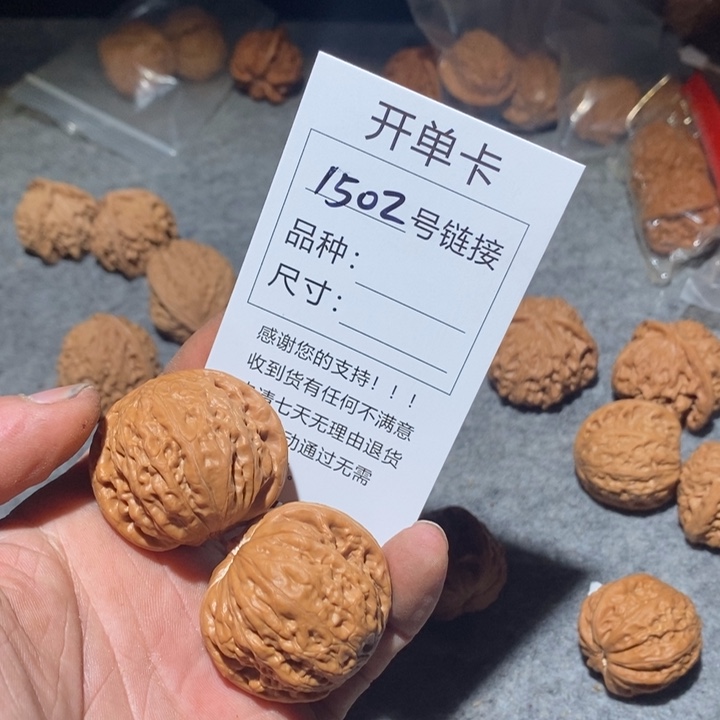 开单卡
1502号链接
品种：
尺寸：
感谢您的支持！！！
收到货有任何不满意
请七天无理由退货
动通过无需